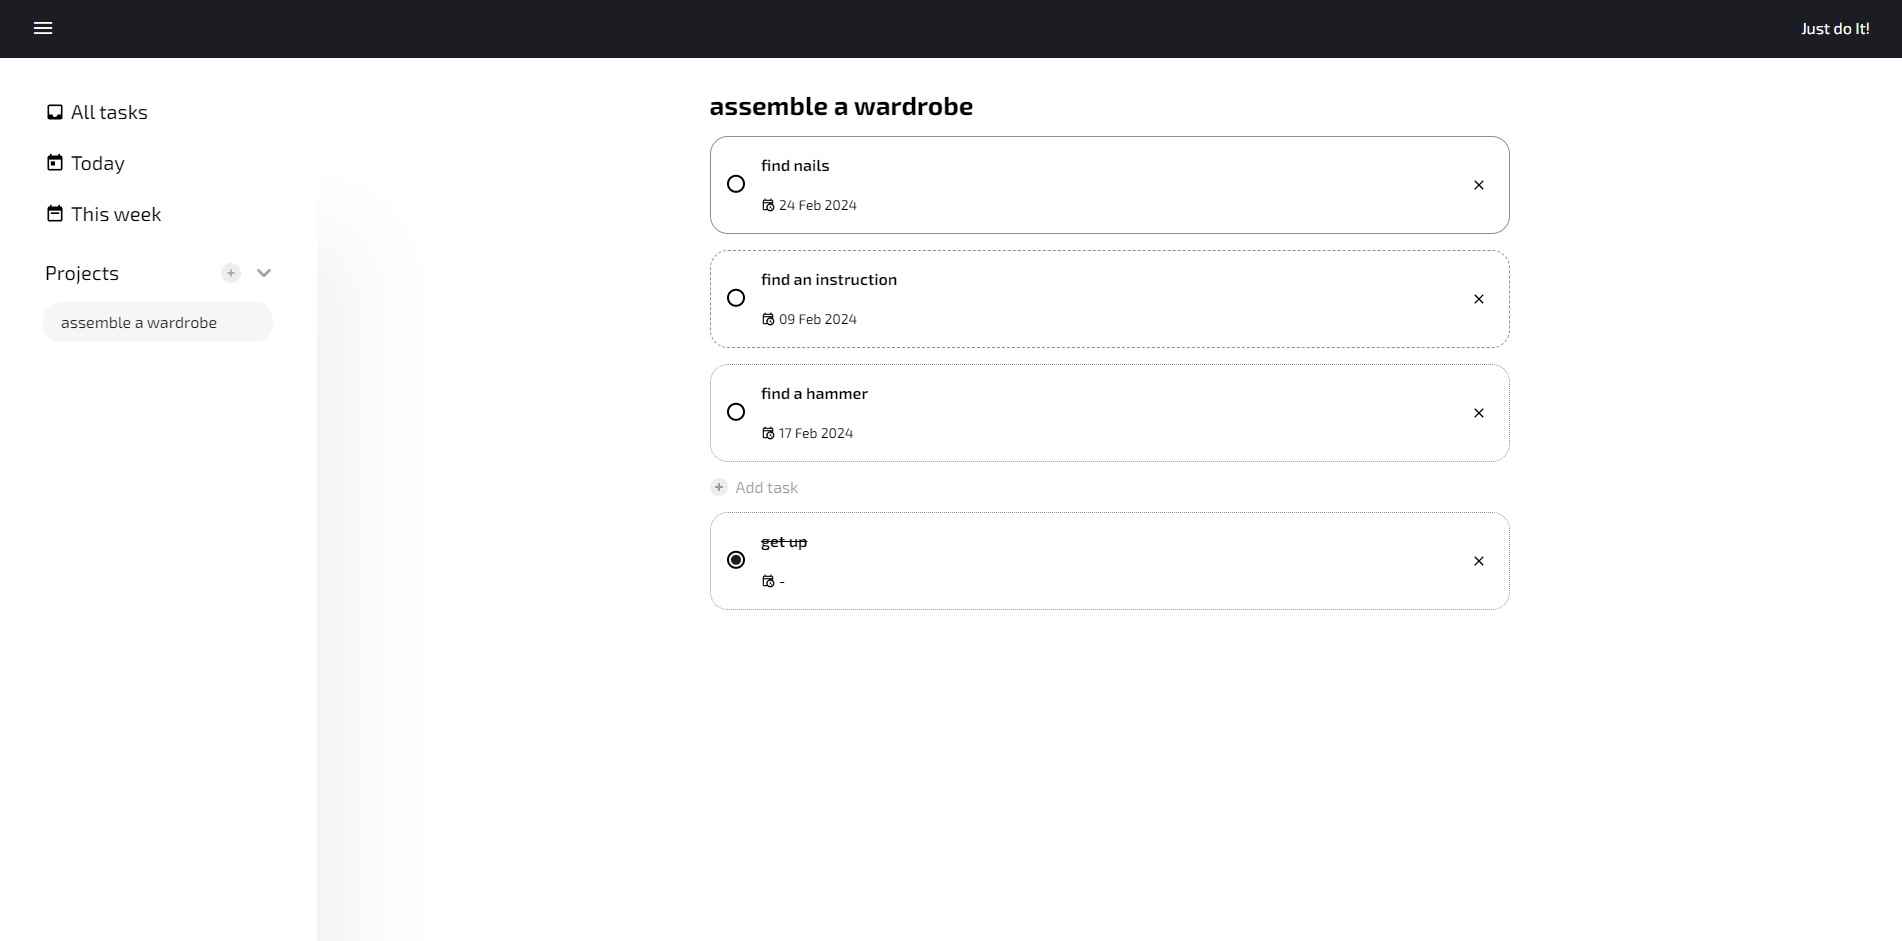 Just do It!
All tasks
Today
This week
Projects
assemble a wardrobe
assemble a wardrobe
find nails
24 Feb 2024
find an instruction
09 Feb 2024
find a hammer
17 Feb 2024
Add task
get up
-